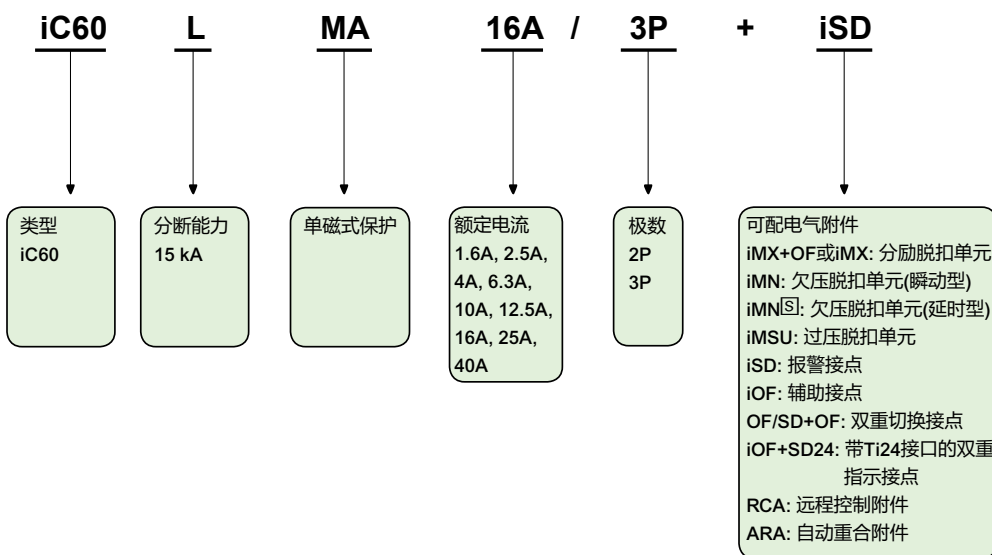 iC60 L MA 16A / 3P + iSD
类型
iC60
分断能力
15 kA
单磁式保护
额定电流
1.6A, 2.5A,
4A, 6.3A,
10A, 12.5A,
16A, 25A,
40A
极数
2P
3P
可配电气附件
iMX+OF或iMX: 分励脱扣单元
iMN: 欠压脱扣单元(瞬动型)
iMN🅂: 欠压脱扣单元(延时型)
iMSU: 过压脱扣单元
iSD: 报警接点
iOF: 辅助接点
OF/SD+OF: 双重切换接点
iOF+SD24: 带Ti24接口的双重
指示接点
RCA: 远程控制附件
ARA: 自动重合附件